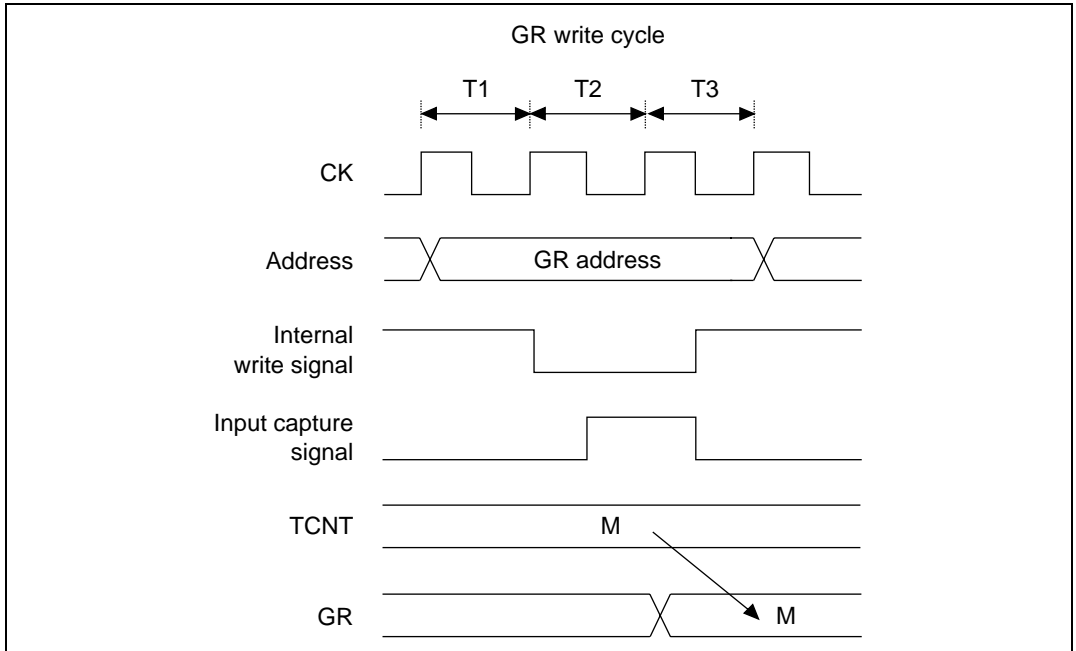 GR write cycle
T1 T2 T3
CK
Address GR address
Internal
write signal
Input capture
signal
TCNT M
GR M